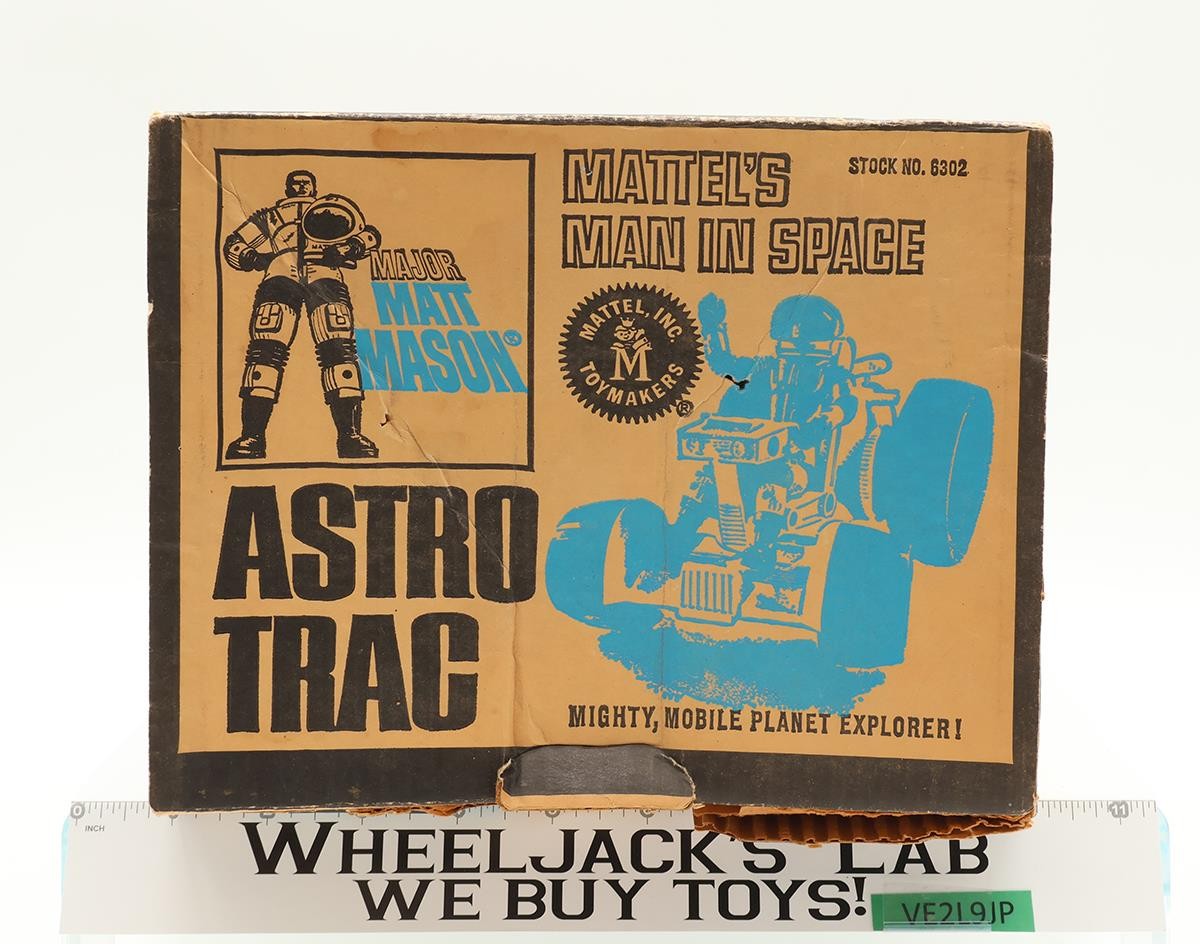 MATTEL'S
MAN IN SPACE
STOCK NO. 6302
MAJOR
MATT
MASON®
MATTEL, INC.
M
TOYMAKERS
®
ASTRO
TRAC
MIGHTY, MOBILE PLANET EXPLORER!
0
INCH
11
WHEELJACK'S LAB
WE BUY TOYS!
VE2L9JP